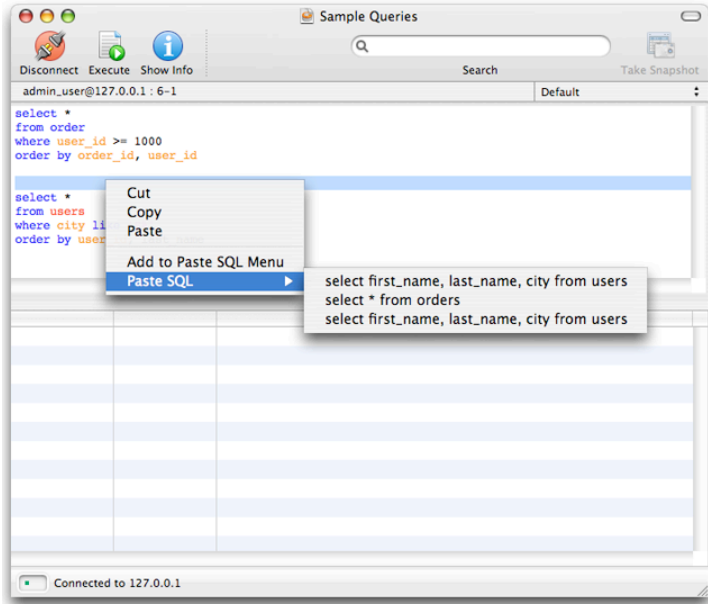 Sample Queries
Disconnect Execute Show Info Search Take Snapshot
admin_user@127.0.0.1 : 6-1 Default
select *
from order
where user_id >= 1000
order by order_id, user_id
select *
from users
where city li
order by user
Cut
Copy
Paste
Add to Paste SQL Menu
Paste SQL
select first_name, last_name, city from users
select * from orders
select first_name, last_name, city from users
Connected to 127.0.0.1